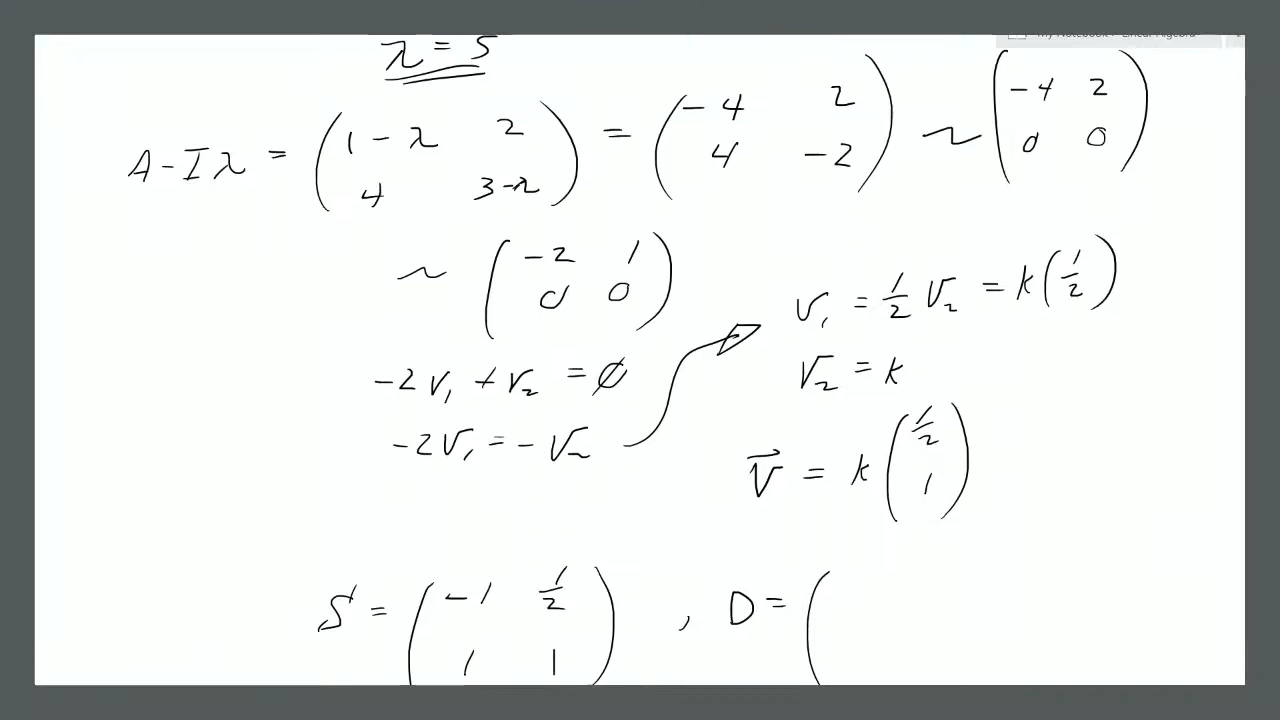 λ = 5
A - Iλ = ( 1 - λ 2 ; 4 3 - λ ) = ( -4 2 ; 4 -2 ) ~ ( -4 2 ; 0 0 )
~ ( -2 1 ; 0 0 )
v₁ = ½ v₂ = k(½)
-2v₁ + v₂ = ∅
v₂ = k
-2v₁ = -v₂
v⃗ = k ( ½ ; 1 )
S = ( -1 ½ ; 1 1 ) , D = (